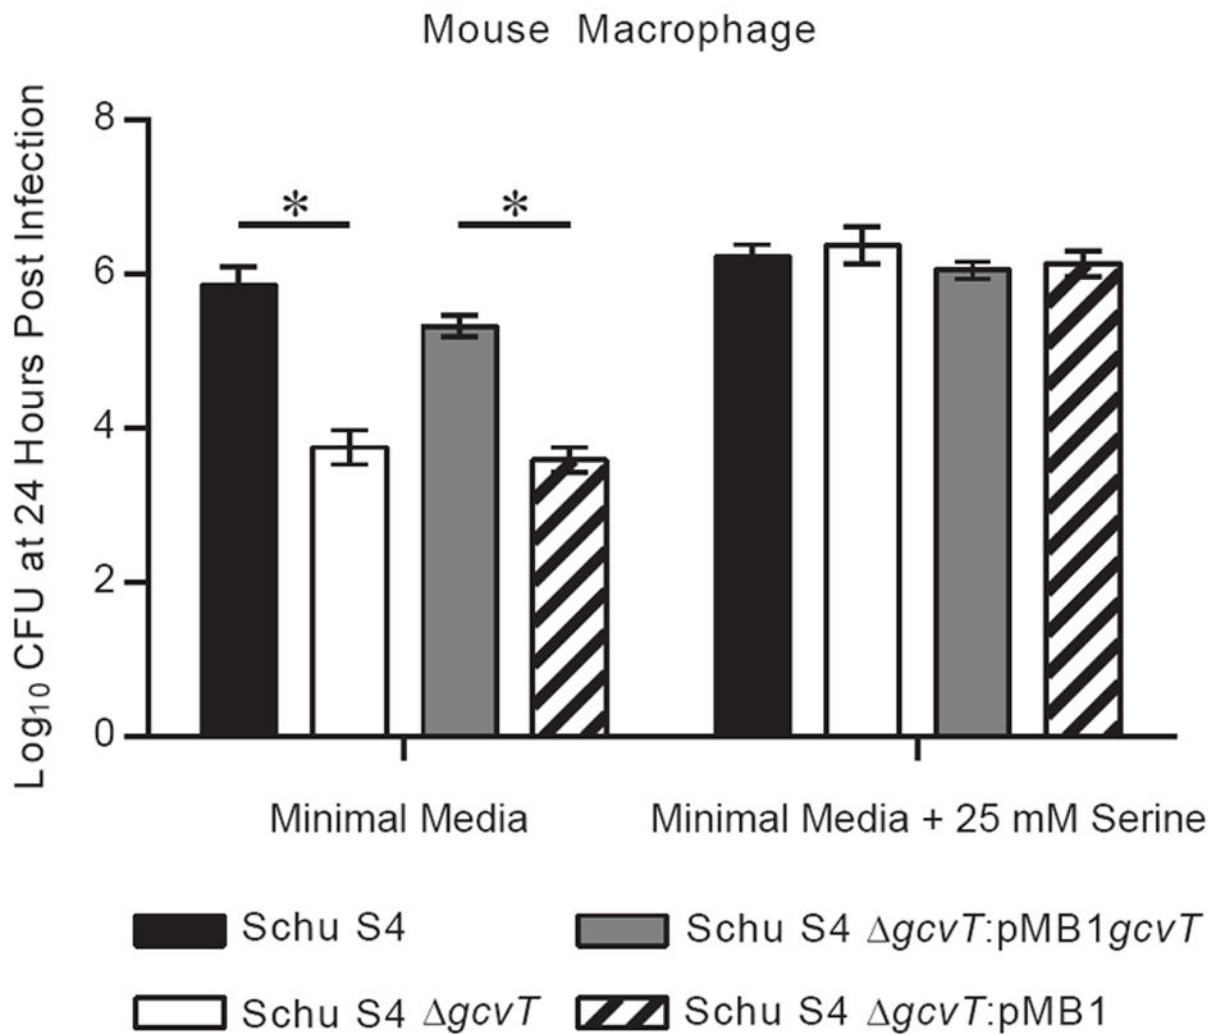 Mouse Macrophage
Log₁₀ CFU at 24 Hours Post Infection
8
6
4
2
0
* *
Minimal Media
Minimal Media + 25 mM Serine
Schu S4
Schu S4 ΔgcvT:pMB1gcvT
Schu S4 ΔgcvT
Schu S4 ΔgcvT:pMB1